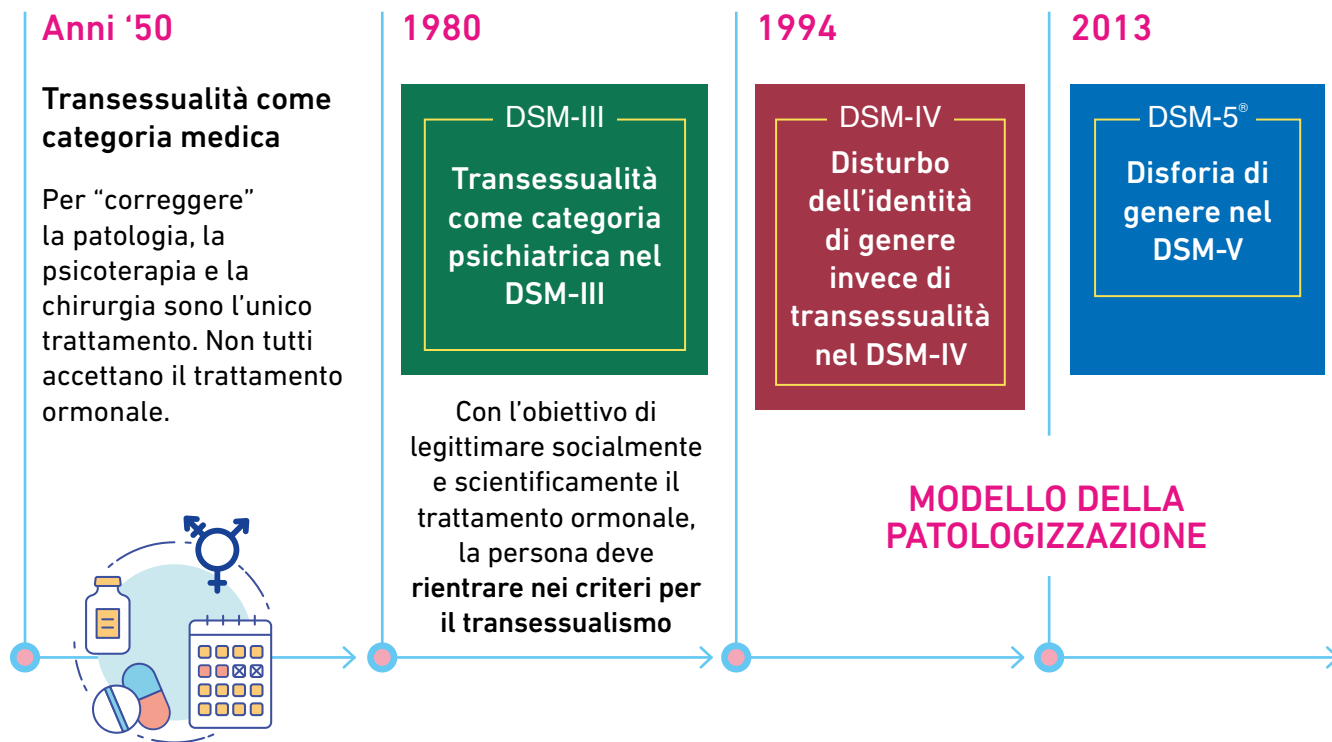 Anni ‘50
Transessualità come
categoria medica
Per “correggere”
la patologia, la
psicoterapia e la
chirurgia sono l’unico
trattamento. Non tutti
accettano il trattamento
ormonale.
1980
DSM-III
Transessualità
come categoria
psichiatrica nel
DSM-III
Con l’obiettivo di
legittimare socialmente
e scientificamente il
trattamento ormonale,
la persona deve
rientrare nei criteri per
il transessualismo
1994
DSM-IV
Disturbo
dell’identità
di genere
invece di
transessualità
nel DSM-IV
2013
DSM-5®
Disforia di
genere nel
DSM-V
MODELLO DELLA
PATOLOGIZZAZIONE